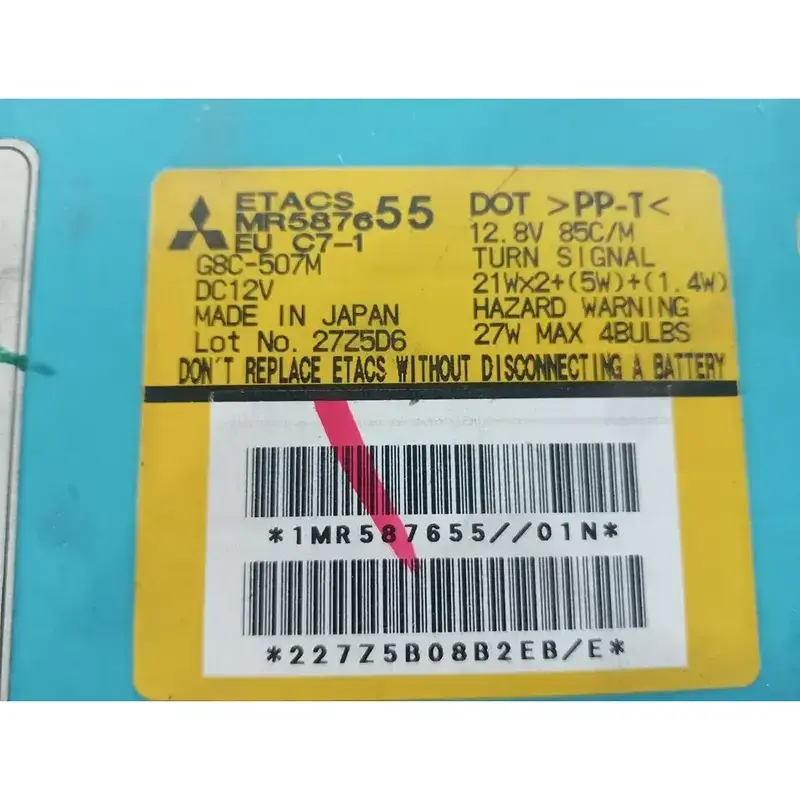 ETACS
MR587655
EU C7-1
G8C-507M
DC12V
MADE IN JAPAN
Lot No. 27Z5D6
DOT >PP-T<
12.8V 85C/M
TURN SIGNAL
21W×2+(5W)+(1.4W)
HAZARD WARNING
27W MAX 4BULBS
DON'T REPLACE ETACS WITHOUT DISCONNECTING A BATTERY
*1MR587655//01N*
*227Z5B08B2EB/E*